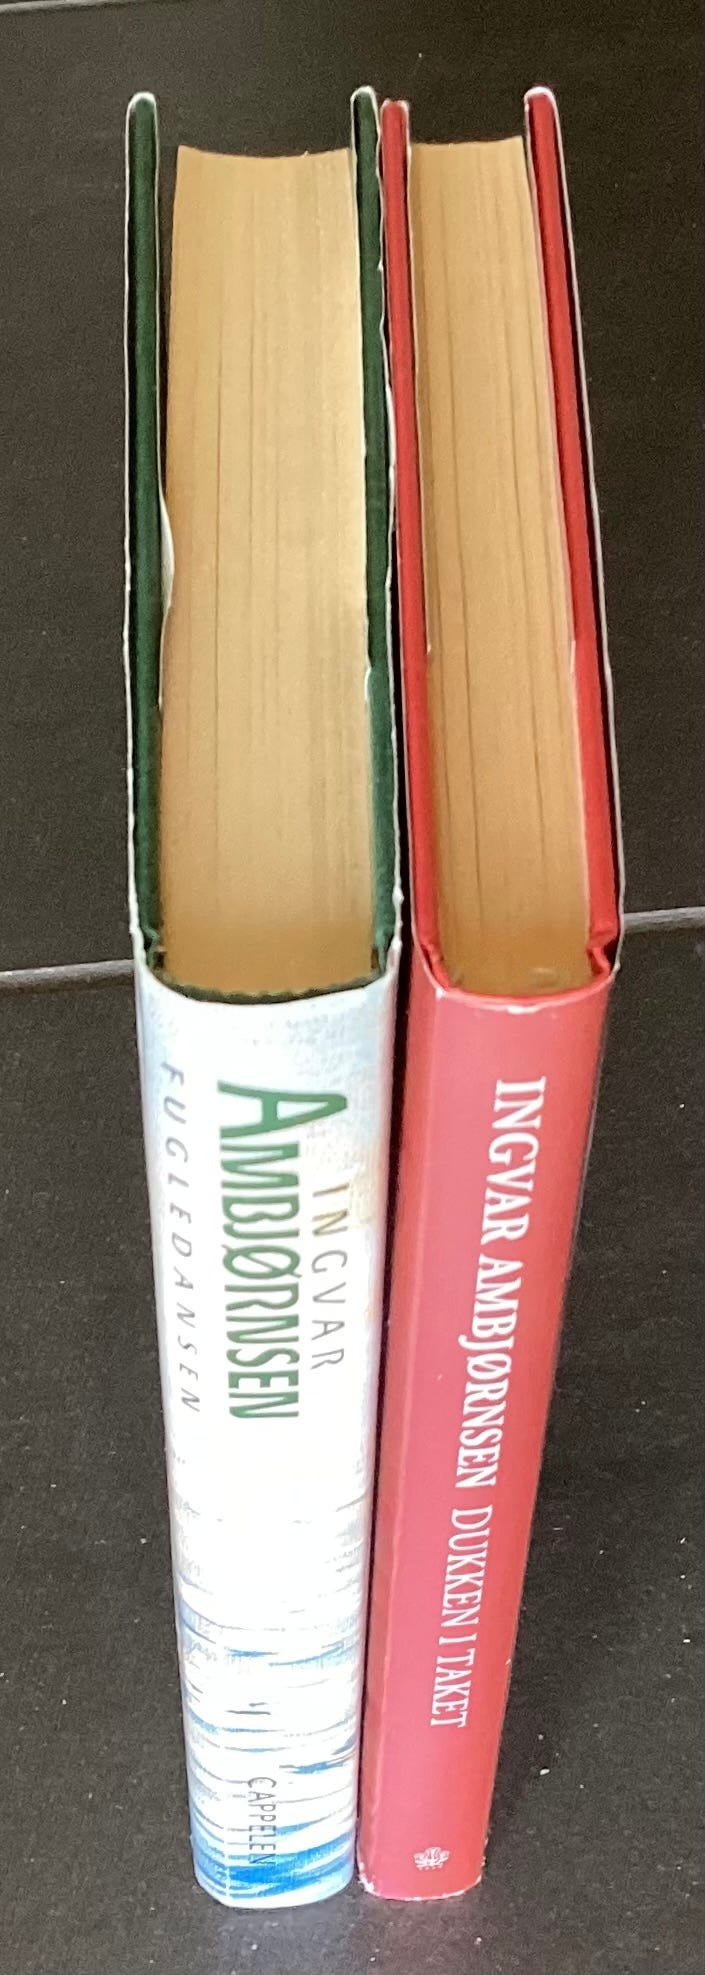 INGVAR
AMBJØRNSEN
FUGLEDANSEN
CAPPELEN
INGVAR AMBJØRNSEN DUKKEN I TAKET